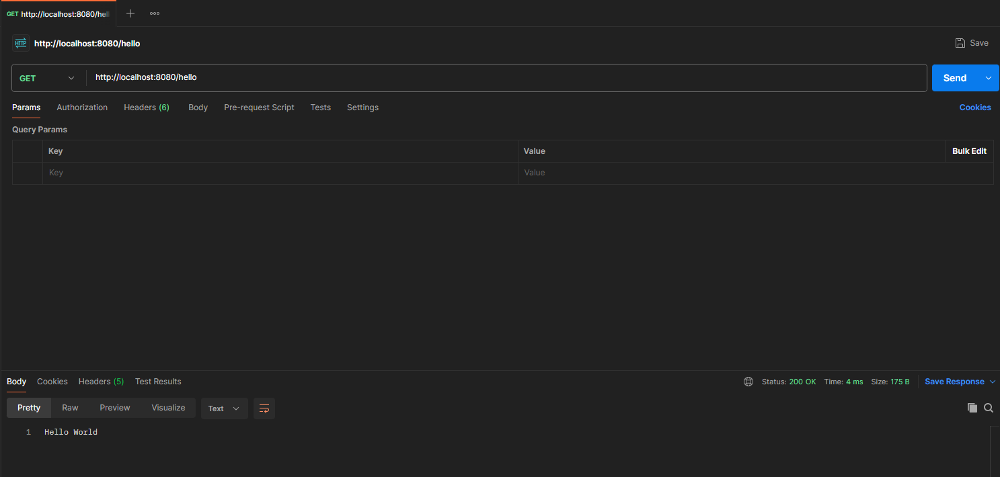 GET http://localhost:8080/hell
HTTP http://localhost:8080/hello Save
GET http://localhost:8080/hello Send
Params Authorization Headers (6) Body Pre-request Script Tests Settings Cookies
Query Params
Key Value Bulk Edit
Key Value
Body Cookies Headers (5) Test Results Status: 200 OK Time: 4 ms Size: 175 B Save Response
Pretty Raw Preview Visualize Text
1 Hello World